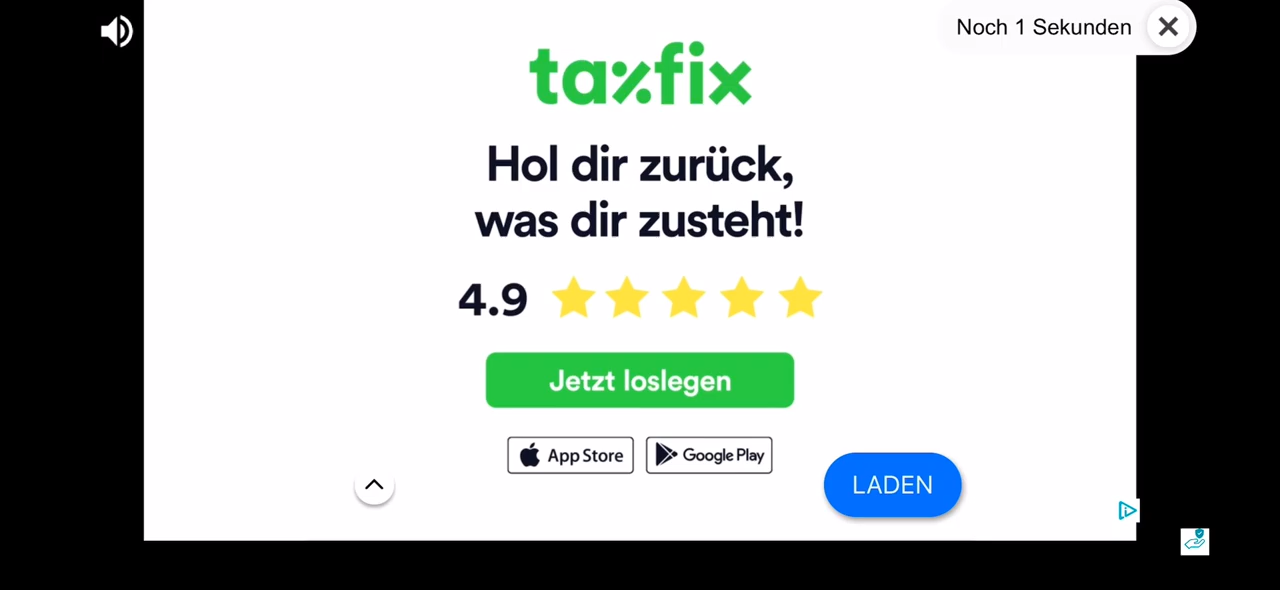 Noch 1 Sekunden
taxfix
Hol dir zurück,
was dir zusteht!
4.9
Jetzt loslegen
App Store
Google Play
LADEN